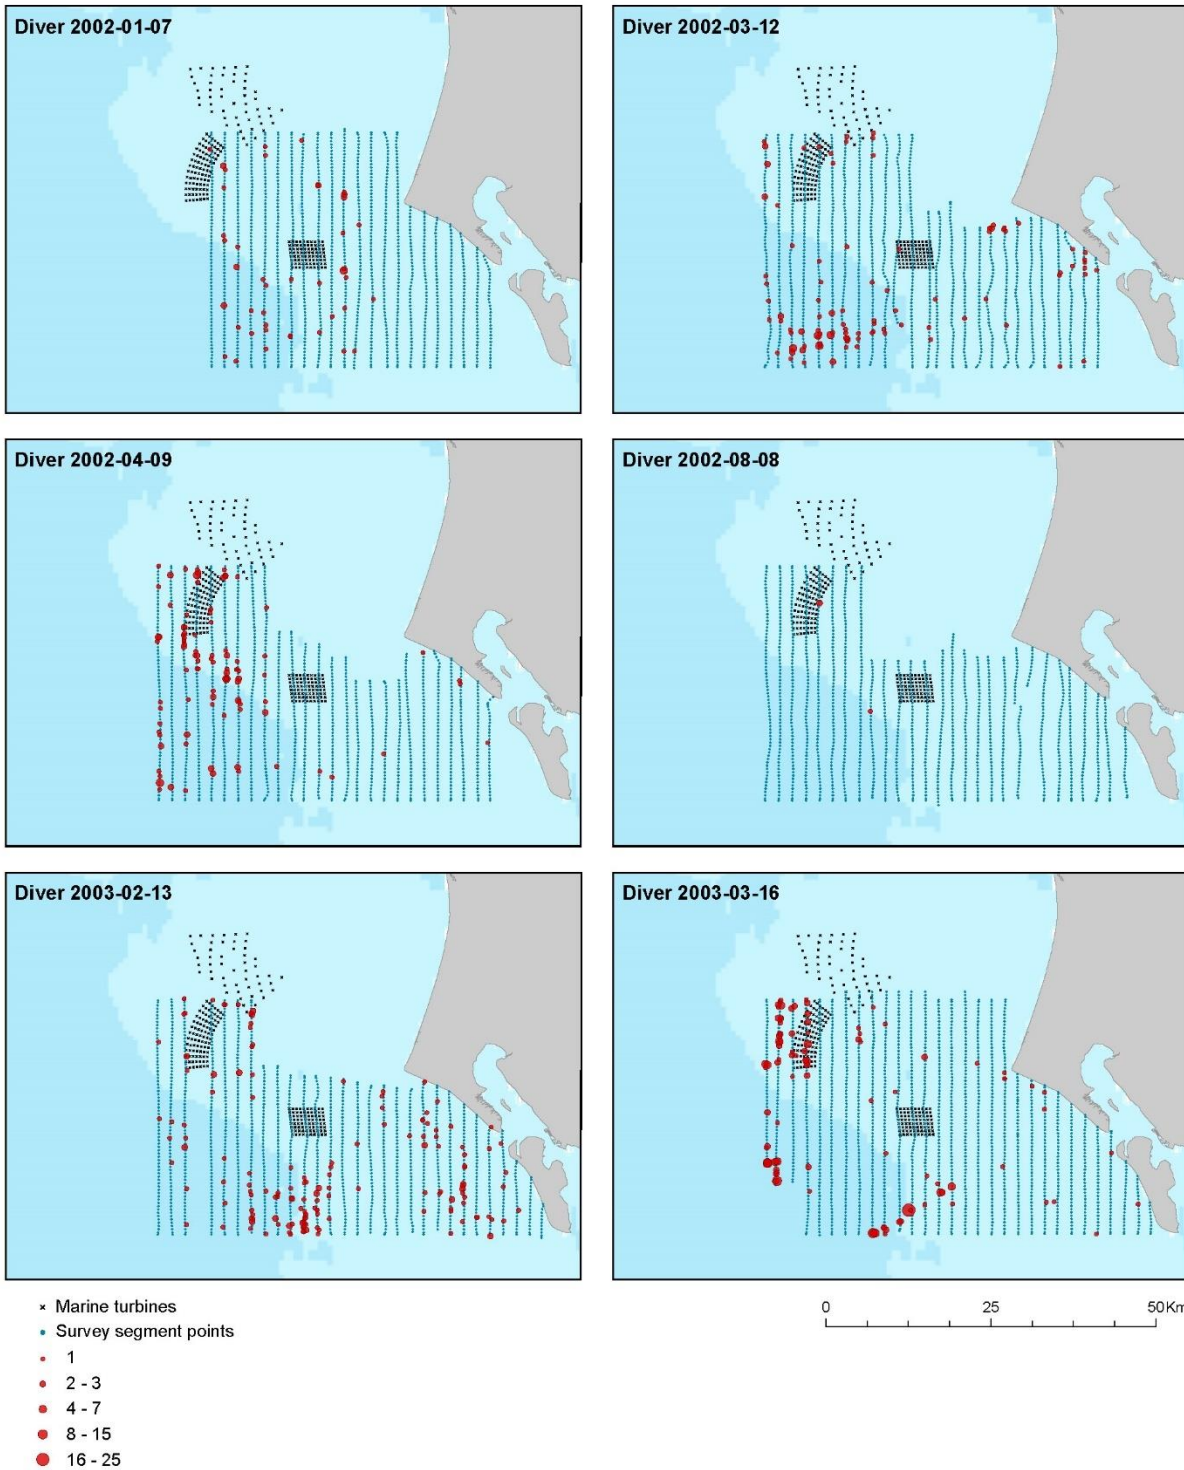 Diver 2002-01-07
Diver 2002-03-12
Diver 2002-04-09
Diver 2002-08-08
Diver 2003-02-13
Diver 2003-03-16
Marine turbines
Survey segment points
1
2 - 3
4 - 7
8 - 15
16 - 25
0 25 50Km